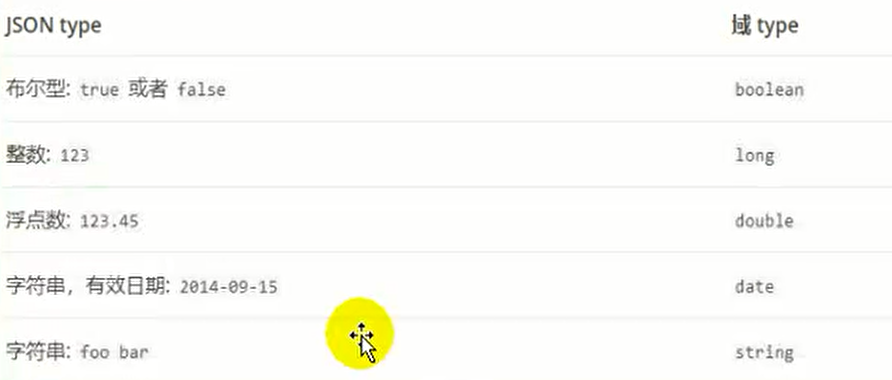 JSON type 域 type
布尔型: true 或者 false boolean
整数: 123 long
浮点数: 123.45 double
字符串，有效日期: 2014-09-15 date
字符串: foo bar string